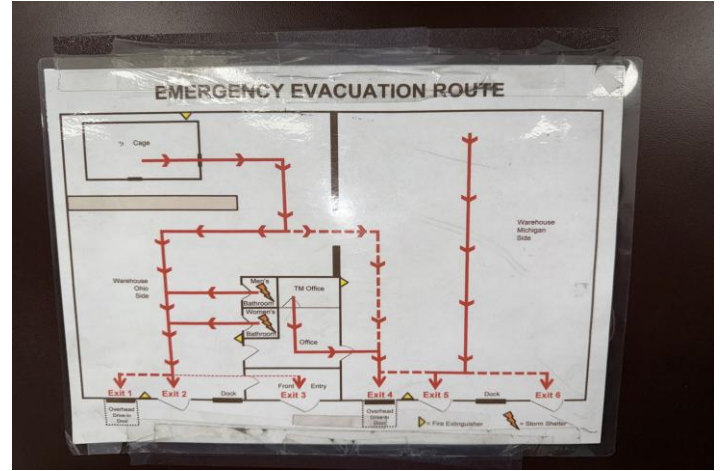 EMERGENCY EVACUATION ROUTE
Cage
Warehouse
Michigan
Side
Warehouse
Ohio
Side
Men's
Bathroom
TM Office
Women's
Bathroom
Office
Front Entry
Exit 1
Exit 2
Dock
Exit 3
Exit 4
Exit 5
Dock
Exit 6
Overhead
Drive-In
Door
Overhead
Drive-In
Door
= Fire Extinguisher
= Storm Shelter